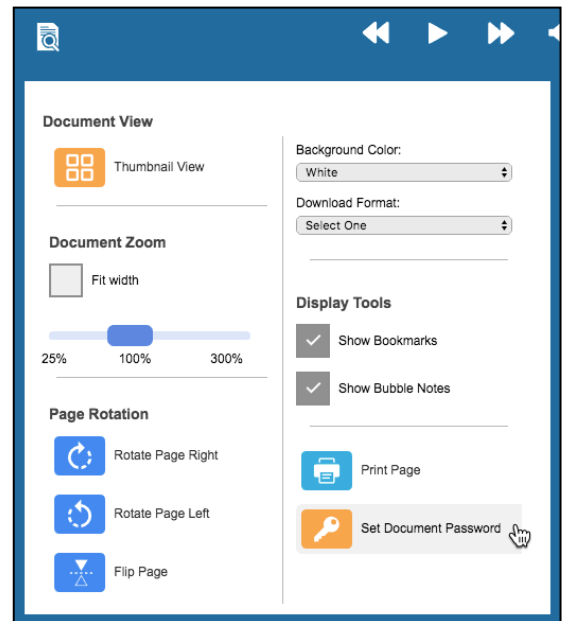 Document View
Thumbnail View
Document Zoom
Fit width
25% 100% 300%
Page Rotation
Rotate Page Right
Rotate Page Left
Flip Page
Background Color:
White
Download Format:
Select One
Display Tools
Show Bookmarks
Show Bubble Notes
Print Page
Set Document Password